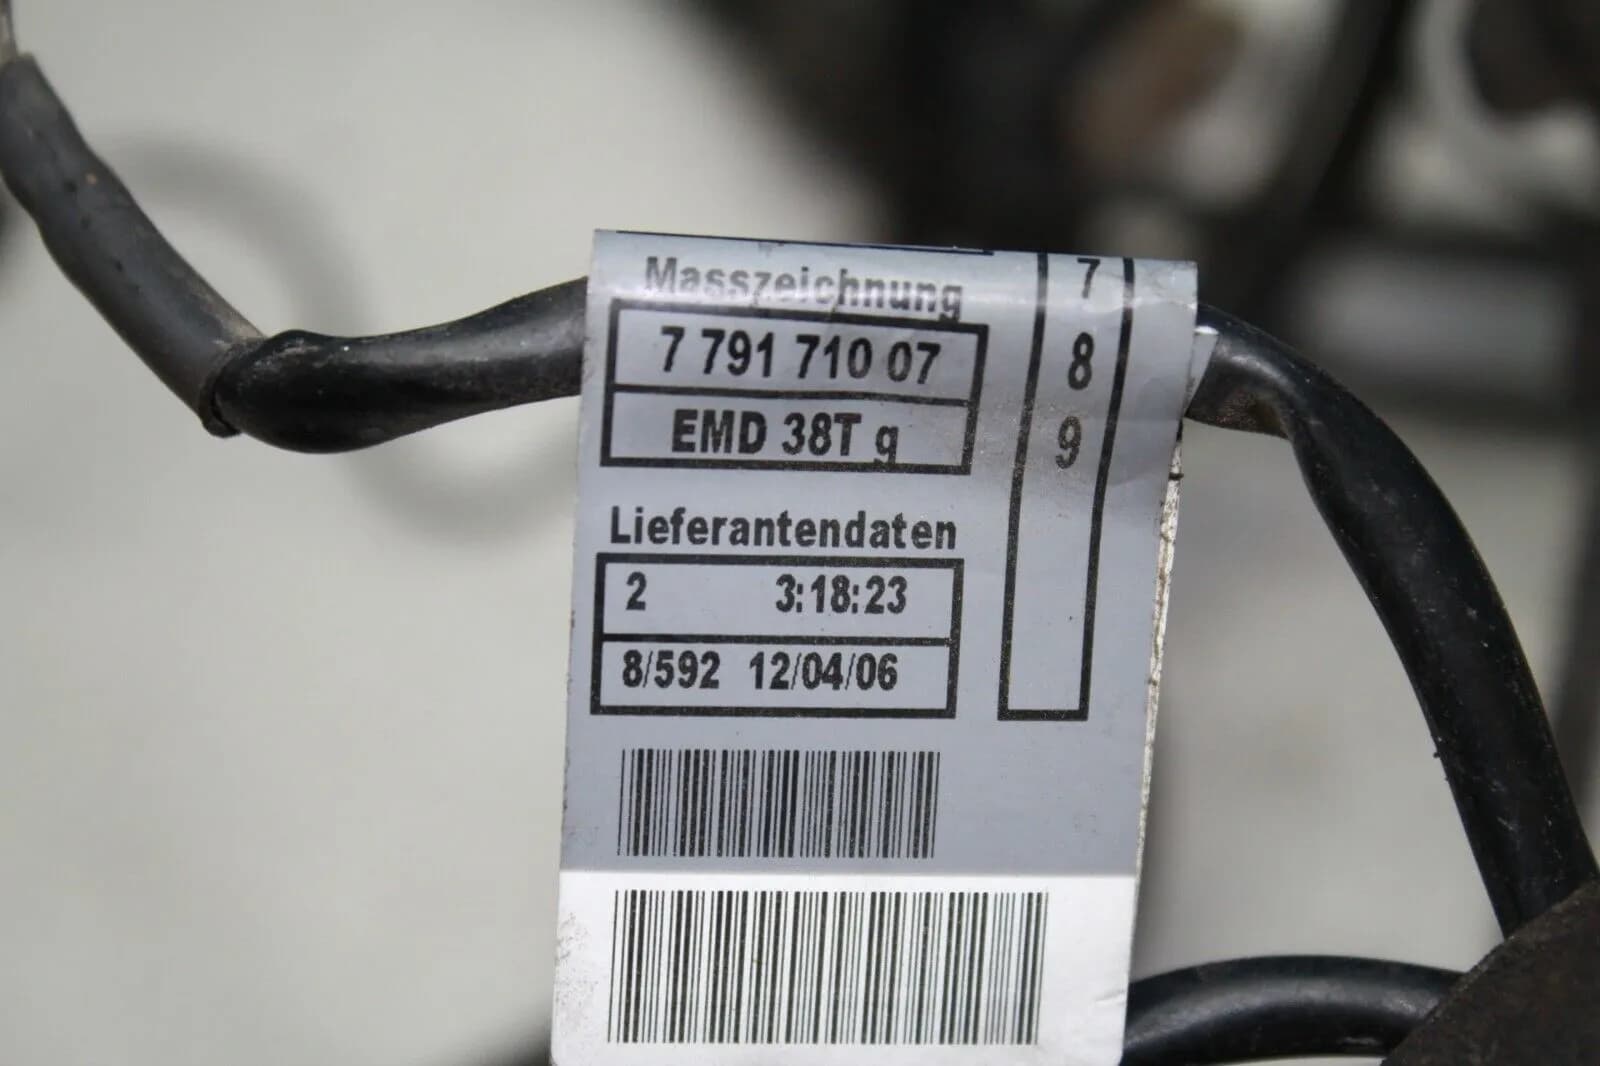 Masszeichnung
7 791 710 07
EMD 38T g
Lieferantendaten
2 3:18:23
8/592 12/04/06
7
8
9